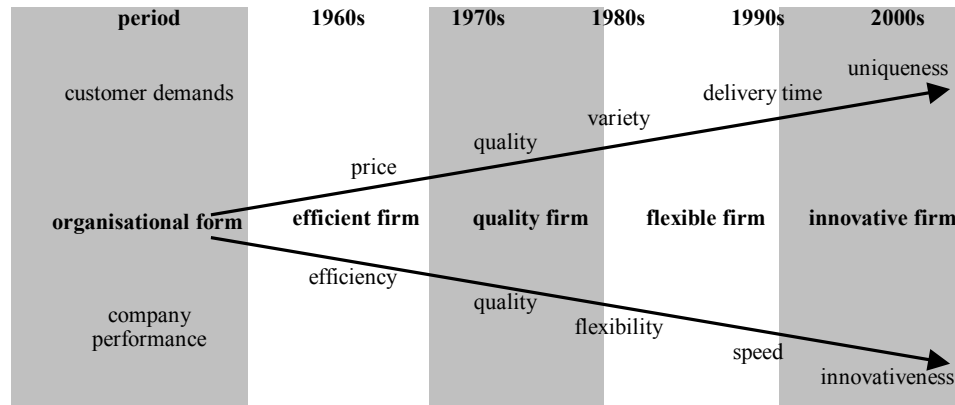 period 1960s 1970s 1980s 1990s 2000s
uniqueness
customer demands
delivery time
variety
quality
price
organisational form efficient firm quality firm flexible firm innovative firm
efficiency
quality
company
performance
flexibility
speed
innovativeness